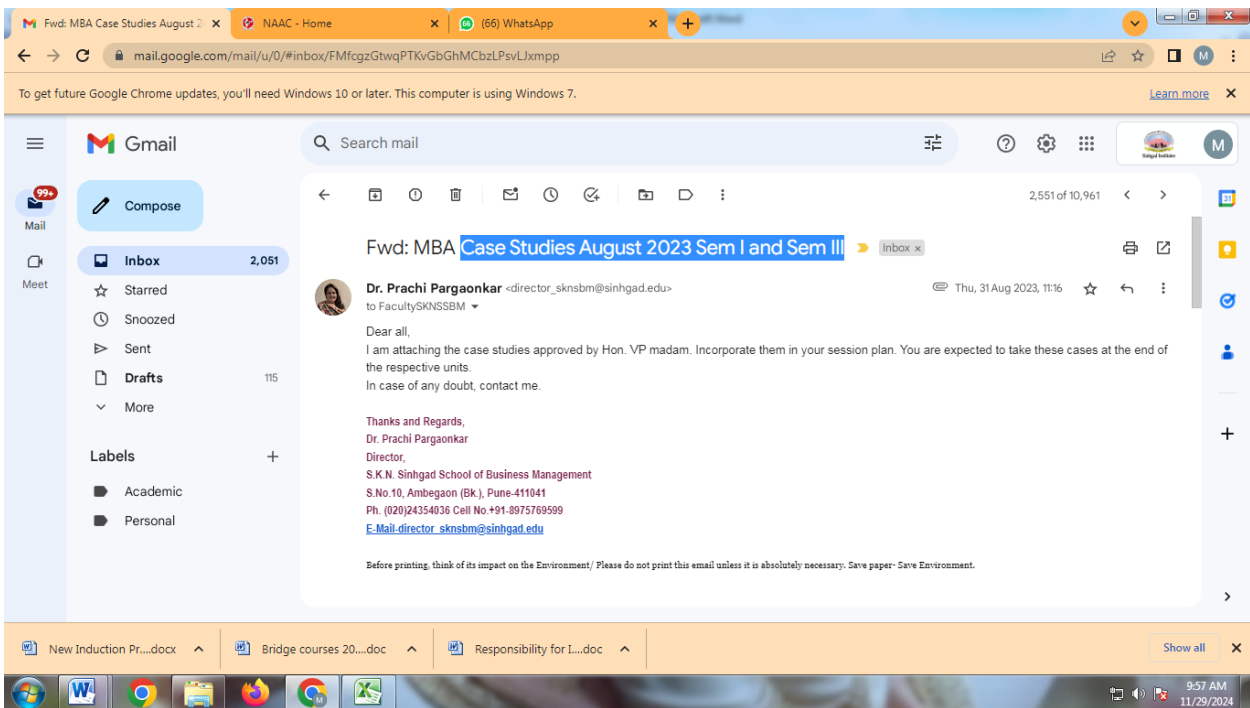 Fwd: MBA Case Studies August 2
NAAC - Home
66
(66) WhatsApp
mail.google.com/mail/u/0/#inbox/FMfcgzGtwqPTKvGbGhMCbzLPsvLJxmpp
M
To get future Google Chrome updates, you'll need Windows 10 or later. This computer is using Windows 7.
Learn more
Gmail
Search mail
Sinhgad Institutes
M
99+
Mail
Meet
Compose
Inbox 2,051
Starred
Snoozed
Sent
Drafts 115
More
Labels
Academic
Personal
2,551 of 10,961
31
Fwd: MBA Case Studies August 2023 Sem I and Sem III
Inbox x
Dr. Prachi Pargaonkar <director_sknsbm@sinhgad.edu>
Thu, 31 Aug 2023, 11:16
to FacultySKNSSBM
Dear all,
I am attaching the case studies approved by Hon. VP madam. Incorporate them in your session plan. You are expected to take these cases at the end of
the respective units.
In case of any doubt, contact me.
Thanks and Regards,
Dr. Prachi Pargaonkar
Director,
S.K.N. Sinhgad School of Business Management
S.No.10, Ambegaon (Bk.), Pune-411041
Ph. (020)24354036 Cell No.+91-8975769599
E-Mail-director_sknsbm@sinhgad.edu
Before printing, think of its impact on the Environment/ Please do not print this email unless it is absolutely necessary. Save paper- Save Environment.
New Induction Pr....docx
Bridge courses 20....doc
Responsibility for I....doc
Show all
9:57 AM
11/29/2024